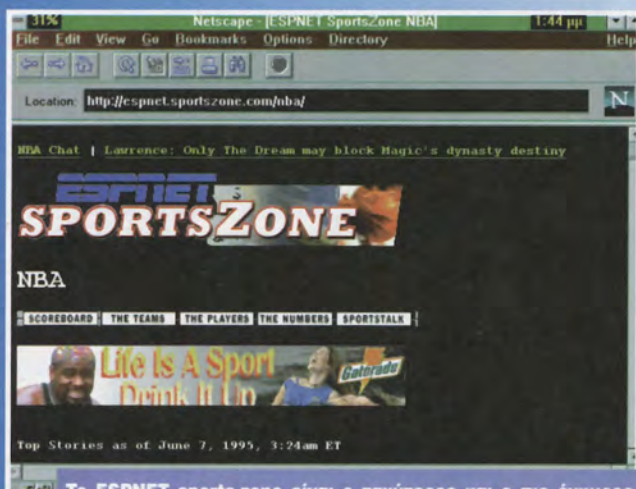 31%
Netscape - [ESPNET SportsZone NBA]
1:44 μμ
File Edit View Go Bookmarks Options Directory Help
Location: http://espnet.sportszone.com/nba/
N
NBA Chat | Lawrence: Only The Dream may block Magic's dynasty destiny
ESPNET
SPORTSZONE
NBA
SCOREBOARD THE TEAMS THE PLAYERS THE NUMBERS SPORTSTALK
Life Is A Sport
Drink It Up
Gatorade
Top Stories as of June 7, 1995, 3:24am ET
Το ESPNET sports zone είναι ο